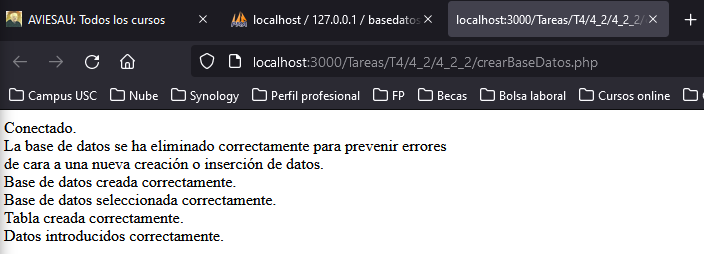 AVIESAU: Todos los cursos
localhost / 127.0.0.1 / basedatos
localhost:3000/Tareas/T4/4_2/4_2_2/
localhost:3000/Tareas/T4/4_2/4_2_2/crearBaseDatos.php
Campus USC Nube Synology Perfil profesional FP Becas Bolsa laboral Cursos online
Conectado.
La base de datos se ha eliminado correctamente para prevenir errores
de cara a una nueva creación o inserción de datos.
Base de datos creada correctamente.
Base de datos seleccionada correctamente.
Tabla creada correctamente.
Datos introducidos correctamente.